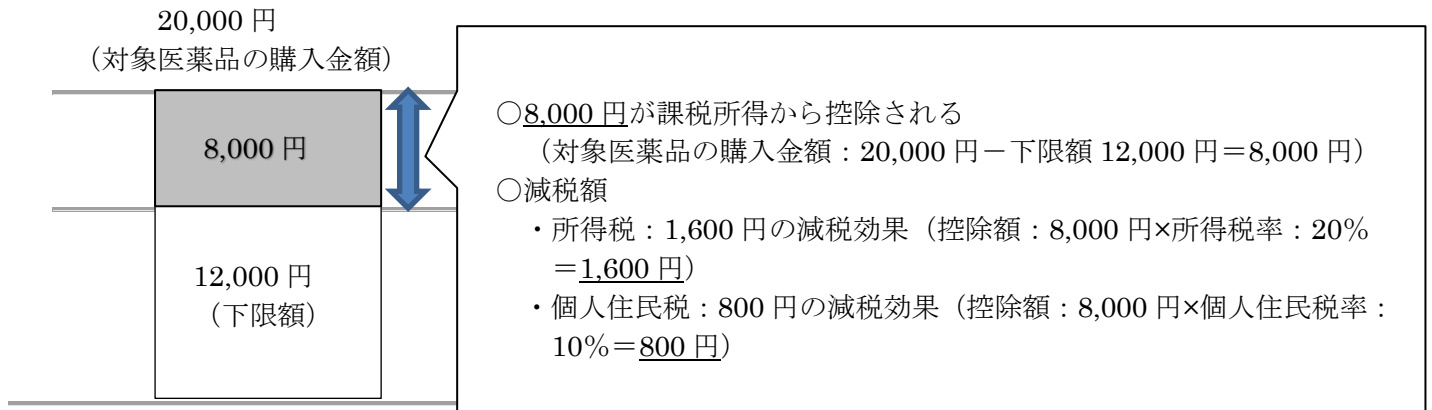 20,000 円
（対象医薬品の購入金額）
8,000 円
12,000 円
（下限額）
○8,000 円が課税所得から控除される
（対象医薬品の購入金額：20,000 円－下限額 12,000 円＝8,000 円）
○減税額
・所得税：1,600 円の減税効果（控除額：8,000 円×所得税率：20%
＝1,600 円）
・個人住民税：800 円の減税効果（控除額：8,000 円×個人住民税率：
10%＝800 円）